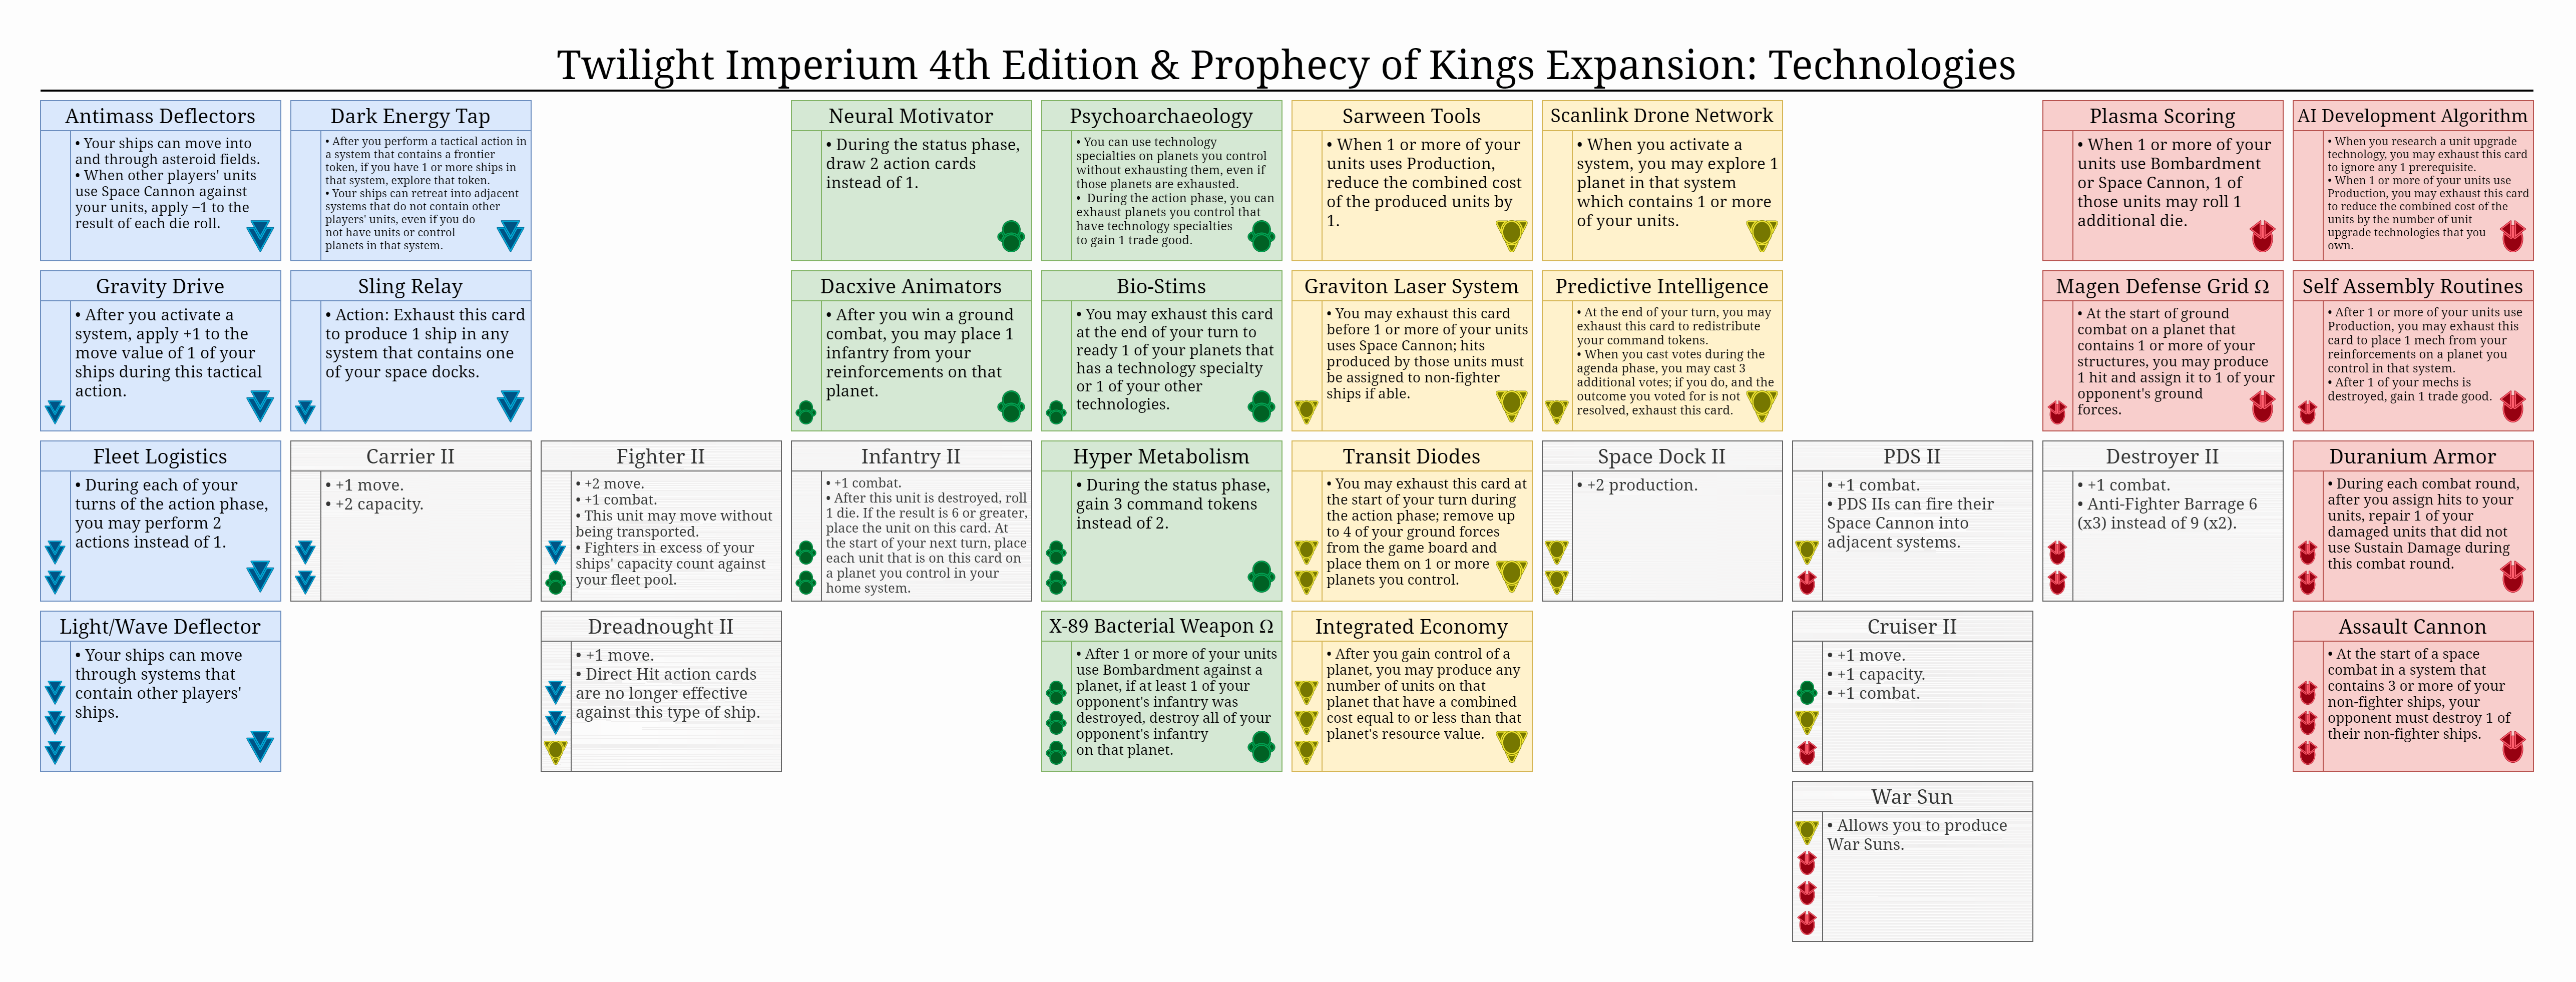 Twilight Imperium 4th Edition & Prophecy of Kings Expansion: Technologies
Antimass Deflectors
• Your ships can move into
and through asteroid fields.
• When other players' units
use Space Cannon against
your units, apply −1 to the
result of each die roll.
Dark Energy Tap
• After you perform a tactical action in
a system that contains a frontier
token, if you have 1 or more ships in
that system, explore that token.
• Your ships can retreat into adjacent
systems that do not contain other
players' units, even if you do
not have units or control
planets in that system.
Neural Motivator
• During the status phase,
draw 2 action cards
instead of 1.
Psychoarchaeology
• You can use technology
specialties on planets you control
without exhausting them, even if
those planets are exhausted.
• During the action phase, you can
exhaust planets you control that
have technology specialties
to gain 1 trade good.
Sarween Tools
• When 1 or more of your
units uses Production,
reduce the combined cost
of the produced units by
1.
Scanlink Drone Network
• When you activate a
system, you may explore 1
planet in that system
which contains 1 or more
of your units.
Plasma Scoring
• When 1 or more of your
units use Bombardment
or Space Cannon, 1 of
those units may roll 1
additional die.
AI Development Algorithm
• When you research a unit upgrade
technology, you may exhaust this card
to ignore any 1 prerequisite.
• When 1 or more of your units use
Production, you may exhaust this card
to reduce the combined cost of the
units by the number of unit
upgrade technologies that you
own.
Gravity Drive
• After you activate a
system, apply +1 to the
move value of 1 of your
ships during this tactical
action.
Sling Relay
• Action: Exhaust this card
to produce 1 ship in any
system that contains one
of your space docks.
Dacxive Animators
• After you win a ground
combat, you may place 1
infantry from your
reinforcements on that
planet.
Bio-Stims
• You may exhaust this card
at the end of your turn to
ready 1 of your planets that
has a technology specialty
or 1 of your other
technologies.
Graviton Laser System
• You may exhaust this card
before 1 or more of your units
uses Space Cannon; hits
produced by those units must
be assigned to non-fighter
ships if able.
Predictive Intelligence
• At the end of your turn, you may
exhaust this card to redistribute
your command tokens.
• When you cast votes during the
agenda phase, you may cast 3
additional votes; if you do, and the
outcome you voted for is not
resolved, exhaust this card.
Magen Defense Grid Ω
• At the start of ground
combat on a planet that
contains 1 or more of your
structures, you may produce
1 hit and assign it to 1 of your
opponent's ground
forces.
Self Assembly Routines
• After 1 or more of your units use
Production, you may exhaust this
card to place 1 mech from your
reinforcements on a planet you
control in that system.
• After 1 of your mechs is
destroyed, gain 1 trade good.
Fleet Logistics
• During each of your
turns of the action phase,
you may perform 2
actions instead of 1.
Carrier II
• +1 move.
• +2 capacity.
Fighter II
• +2 move.
• +1 combat.
• This unit may move without
being transported.
• Fighters in excess of your
ships' capacity count against
your fleet pool.
Infantry II
• +1 combat.
• After this unit is destroyed, roll
1 die. If the result is 6 or greater,
place the unit on this card. At
the start of your next turn, place
each unit that is on this card on
a planet you control in your
home system.
Hyper Metabolism
• During the status phase,
gain 3 command tokens
instead of 2.
Transit Diodes
• You may exhaust this card at
the start of your turn during
the action phase; remove up
to 4 of your ground forces
from the game board and
place them on 1 or more
planets you control.
Space Dock II
• +2 production.
PDS II
• +1 combat.
• PDS IIs can fire their
Space Cannon into
adjacent systems.
Destroyer II
• +1 combat.
• Anti-Fighter Barrage 6
(x3) instead of 9 (x2).
Duranium Armor
• During each combat round,
after you assign hits to your
units, repair 1 of your
damaged units that did not
use Sustain Damage during
this combat round.
Light/Wave Deflector
• Your ships can move
through systems that
contain other players'
ships.
Dreadnought II
• +1 move.
• Direct Hit action cards
are no longer effective
against this type of ship.
X-89 Bacterial Weapon Ω
• After 1 or more of your units
use Bombardment against a
planet, if at least 1 of your
opponent's infantry was
destroyed, destroy all of your
opponent's infantry
on that planet.
Integrated Economy
• After you gain control of a
planet, you may produce any
number of units on that
planet that have a combined
cost equal to or less than that
planet's resource value.
Cruiser II
• +1 move.
• +1 capacity.
• +1 combat.
Assault Cannon
• At the start of a space
combat in a system that
contains 3 or more of your
non-fighter ships, your
opponent must destroy 1 of
their non-fighter ships.
War Sun
• Allows you to produce
War Suns.